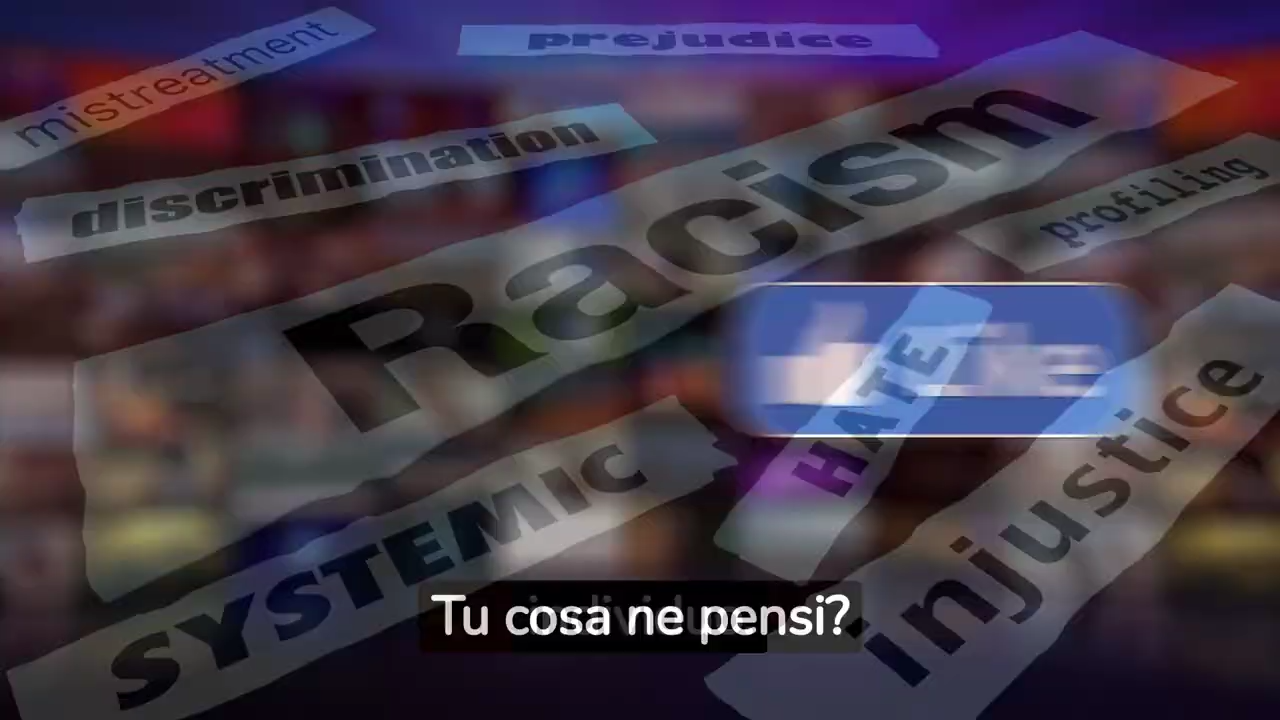 mistreatment
prejudice
discrimination
Racism
profiling
HATE
injustice
SYSTEMIC
Tu cosa ne pensi?